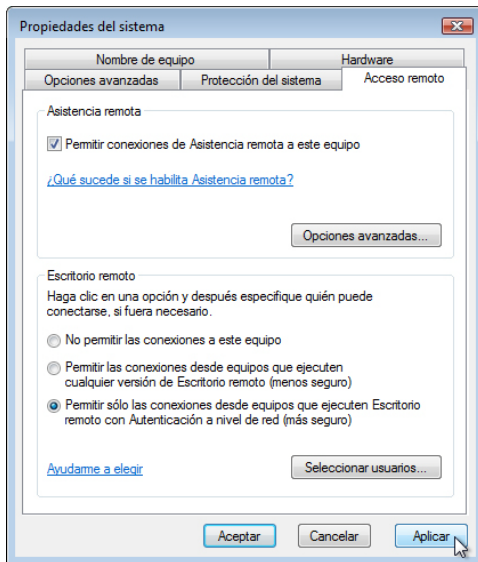 Propiedades del sistema
Nombre de equipo
Hardware
Opciones avanzadas
Protección del sistema
Acceso remoto
Asistencia remota
Permitir conexiones de Asistencia remota a este equipo
¿Qué sucede si se habilita Asistencia remota?
Opciones avanzadas...
Escritorio remoto
Haga clic en una opción y después especifique quién puede
conectarse, si fuera necesario.
No permitir las conexiones a este equipo
Permitir las conexiones desde equipos que ejecuten
cualquier versión de Escritorio remoto (menos seguro)
Permitir sólo las conexiones desde equipos que ejecuten Escritorio
remoto con Autenticación a nivel de red (más seguro)
Ayudarme a elegir
Seleccionar usuarios...
Aceptar
Cancelar
Aplicar